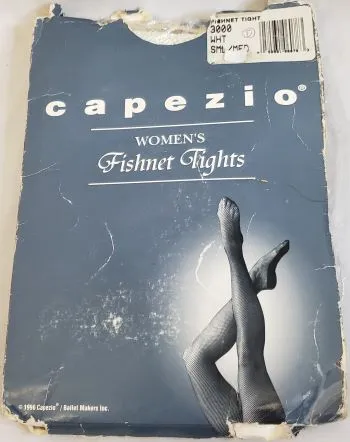 FISHNET TIGHT
3000
WHT
SML/MED
capezio®
WOMEN'S
Fishnet Tights
© 1996 Capezio® / Ballet Makers Inc.